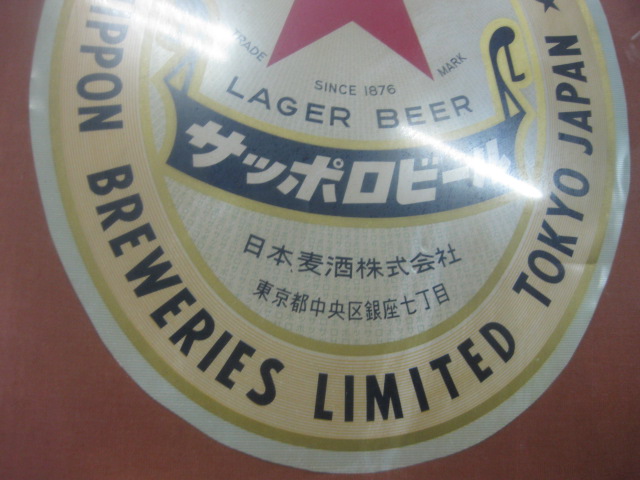 TRADE MARK
SINCE 1876
LAGER BEER
サッポロビール
日本麦酒株式会社
東京都中央区銀座七丁目
IPPON BREWERIES LIMITED TOKYO JAPAN